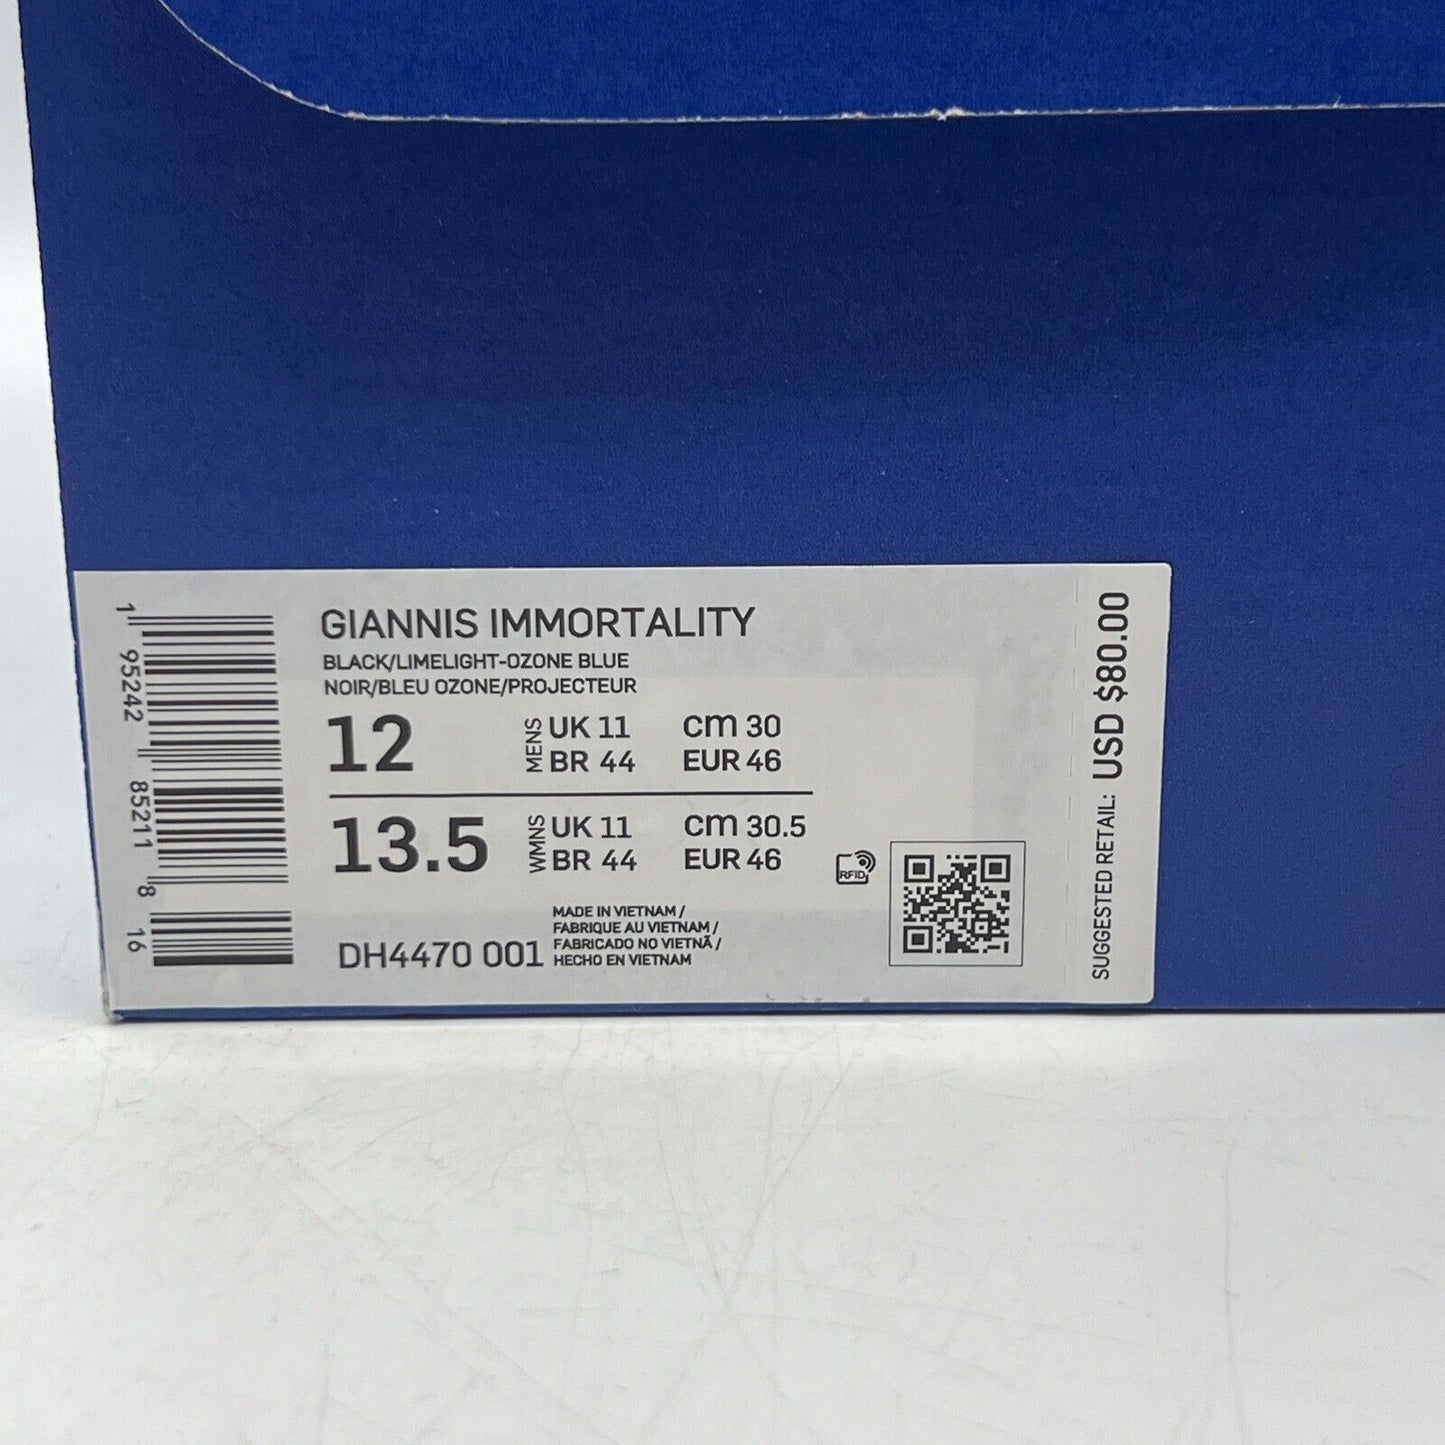 GIANNIS IMMORTALITY
BLACK/LIMELIGHT-OZONE BLUE
NOIR/BLEU OZONE/PROJECTEUR
12 MENS UK 11 cm 30
BR 44 EUR 46
13.5 WMNS UK 11 cm 30.5
BR 44 EUR 46
RFID
DH4470 001
MADE IN VIETNAM /
FABRIQUE AU VIETNAM /
FABRICADO NO VIETNÃ /
HECHO EN VIETNAM
1 95242 85211 8 16
SUGGESTED RETAIL: USD $80.00